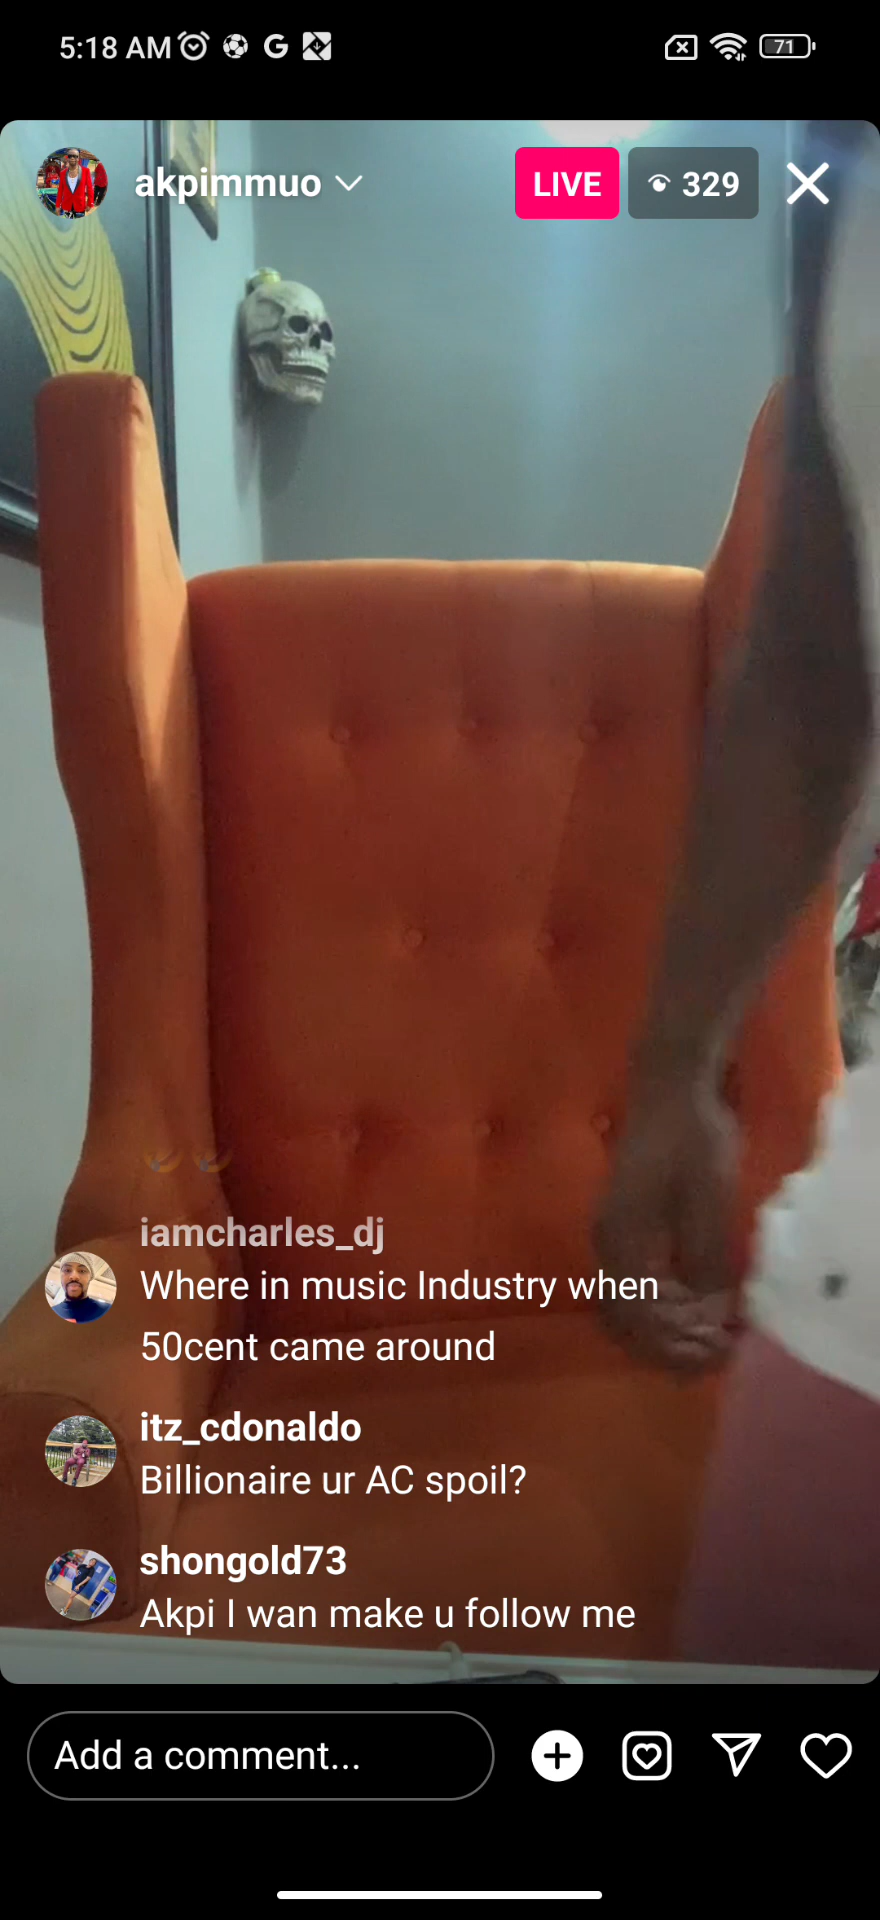 5:18 AM
G
71
akpimmuo
LIVE
329
iamcharles_dj
Where in music Industry when
50cent came around
itz_cdonaldo
Billionaire ur AC spoil?
shongold73
Akpi I wan make u follow me
Add a comment...